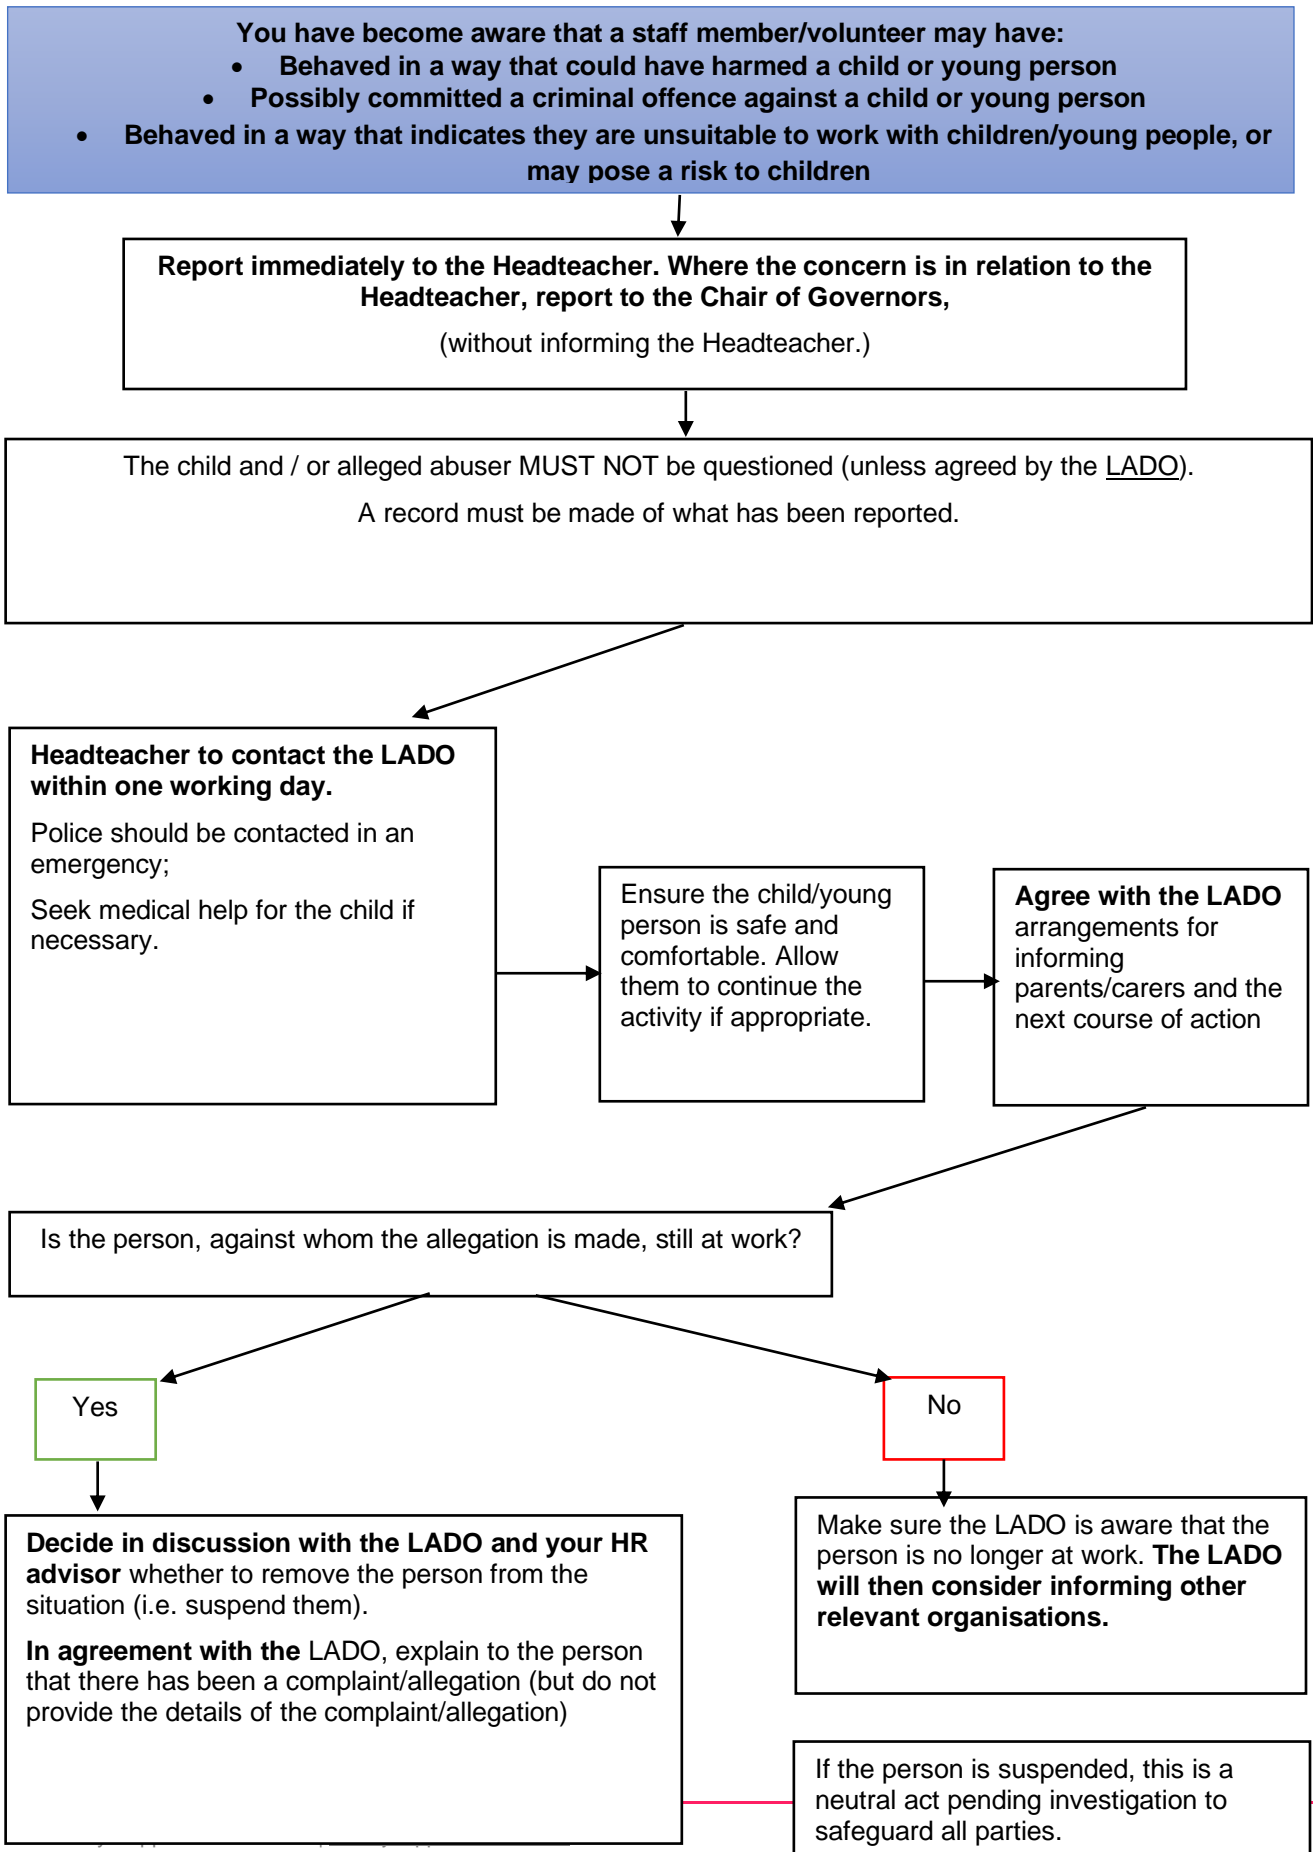 You have become aware that a staff member/volunteer may have:
• Behaved in a way that could have harmed a child or young person
• Possibly committed a criminal offence against a child or young person
• Behaved in a way that indicates they are unsuitable to work with children/young people, or
may pose a risk to children
Report immediately to the Headteacher. Where the concern is in relation to the
Headteacher, report to the Chair of Governors,
(without informing the Headteacher.)
The child and / or alleged abuser MUST NOT be questioned (unless agreed by the LADO).
A record must be made of what has been reported.
Headteacher to contact the LADO
within one working day.
Police should be contacted in an
emergency;
Seek medical help for the child if
necessary.
Ensure the child/young
person is safe and
comfortable. Allow
them to continue the
activity if appropriate.
Agree with the LADO
arrangements for
informing
parents/carers and the
next course of action
Is the person, against whom the allegation is made, still at work?
Yes
No
Decide in discussion with the LADO and your HR
advisor whether to remove the person from the
situation (i.e. suspend them).
In agreement with the LADO, explain to the person
that there has been a complaint/allegation (but do not
provide the details of the complaint/allegation)
Make sure the LADO is aware that the
person is no longer at work. The LADO
will then consider informing other
relevant organisations.
If the person is suspended, this is a
neutral act pending investigation to
safeguard all parties.